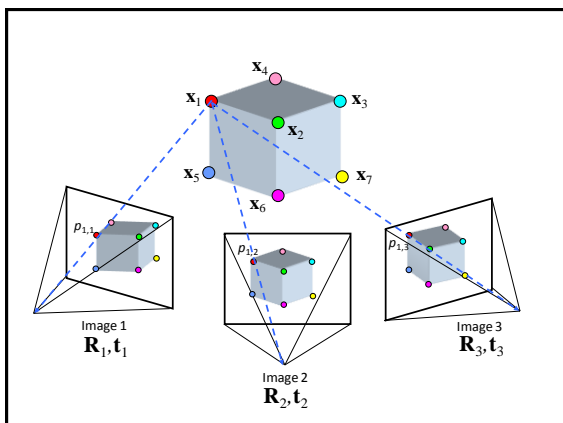 x₄
x₁
x₃
x₂
x₅
x₇
x₆
p₁,₁
p₁,₂
p₁,₃
Image 1
R₁,t₁
Image 2
R₂,t₂
Image 3
R₃,t₃